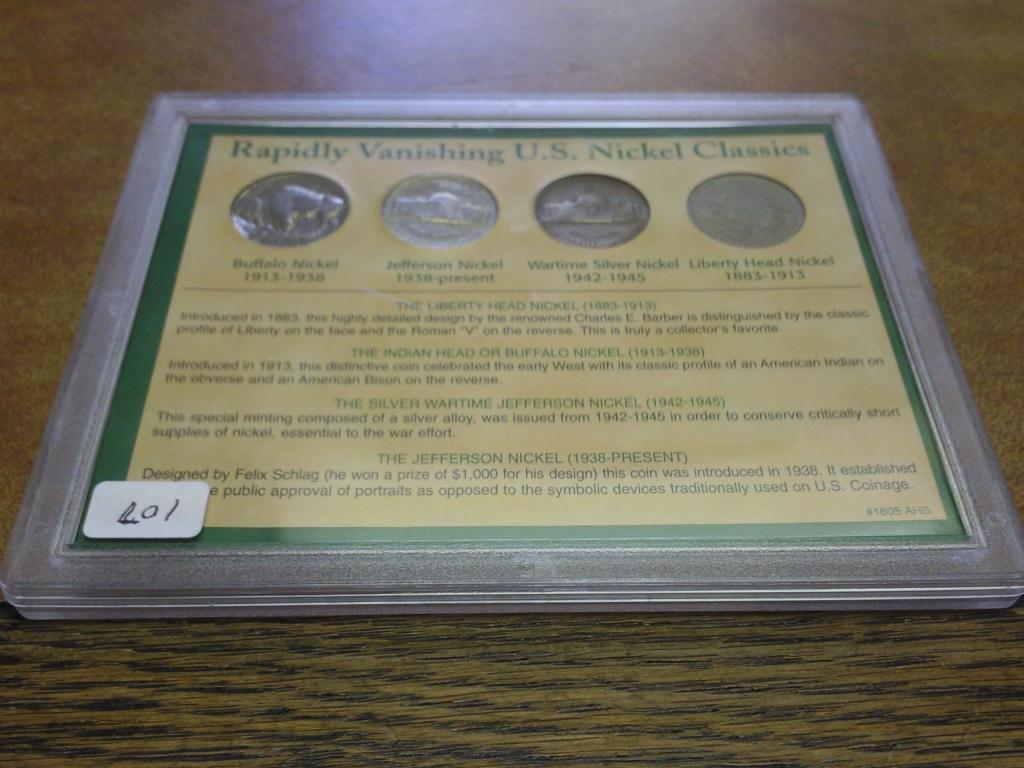 Rapidly Vanishing U.S. Nickel Classics
Buffalo Nickel Jefferson Nickel Wartime Silver Nickel Liberty Head Nickel
1913-1938 1938-present 1942-1945 1883-1913
THE LIBERTY HEAD NICKEL (1883-1913)
Introduced in 1883, this highly detailed design by the renowned Charles E. Barber is distinguished by the classic
profile of Liberty on the face and the Roman "V" on the reverse. This is truly a collector's favorite.
THE INDIAN HEAD OR BUFFALO NICKEL (1913-1938)
Introduced in 1913, this distinctive coin celebrated the early West with its classic profile of an American Indian on
the obverse and an American Bison on the reverse.
THE SILVER WARTIME JEFFERSON NICKEL (1942-1945)
This special minting composed of a silver alloy, was issued from 1942-1945 in order to conserve critically short
supplies of nickel, essential to the war effort.
THE JEFFERSON NICKEL (1938-PRESENT)
Designed by Felix Schlag (he won a prize of $1,000 for his design) this coin was introduced in 1938. It established
e public approval of portraits as opposed to the symbolic devices traditionally used on U.S. Coinage.
#1605 AHS